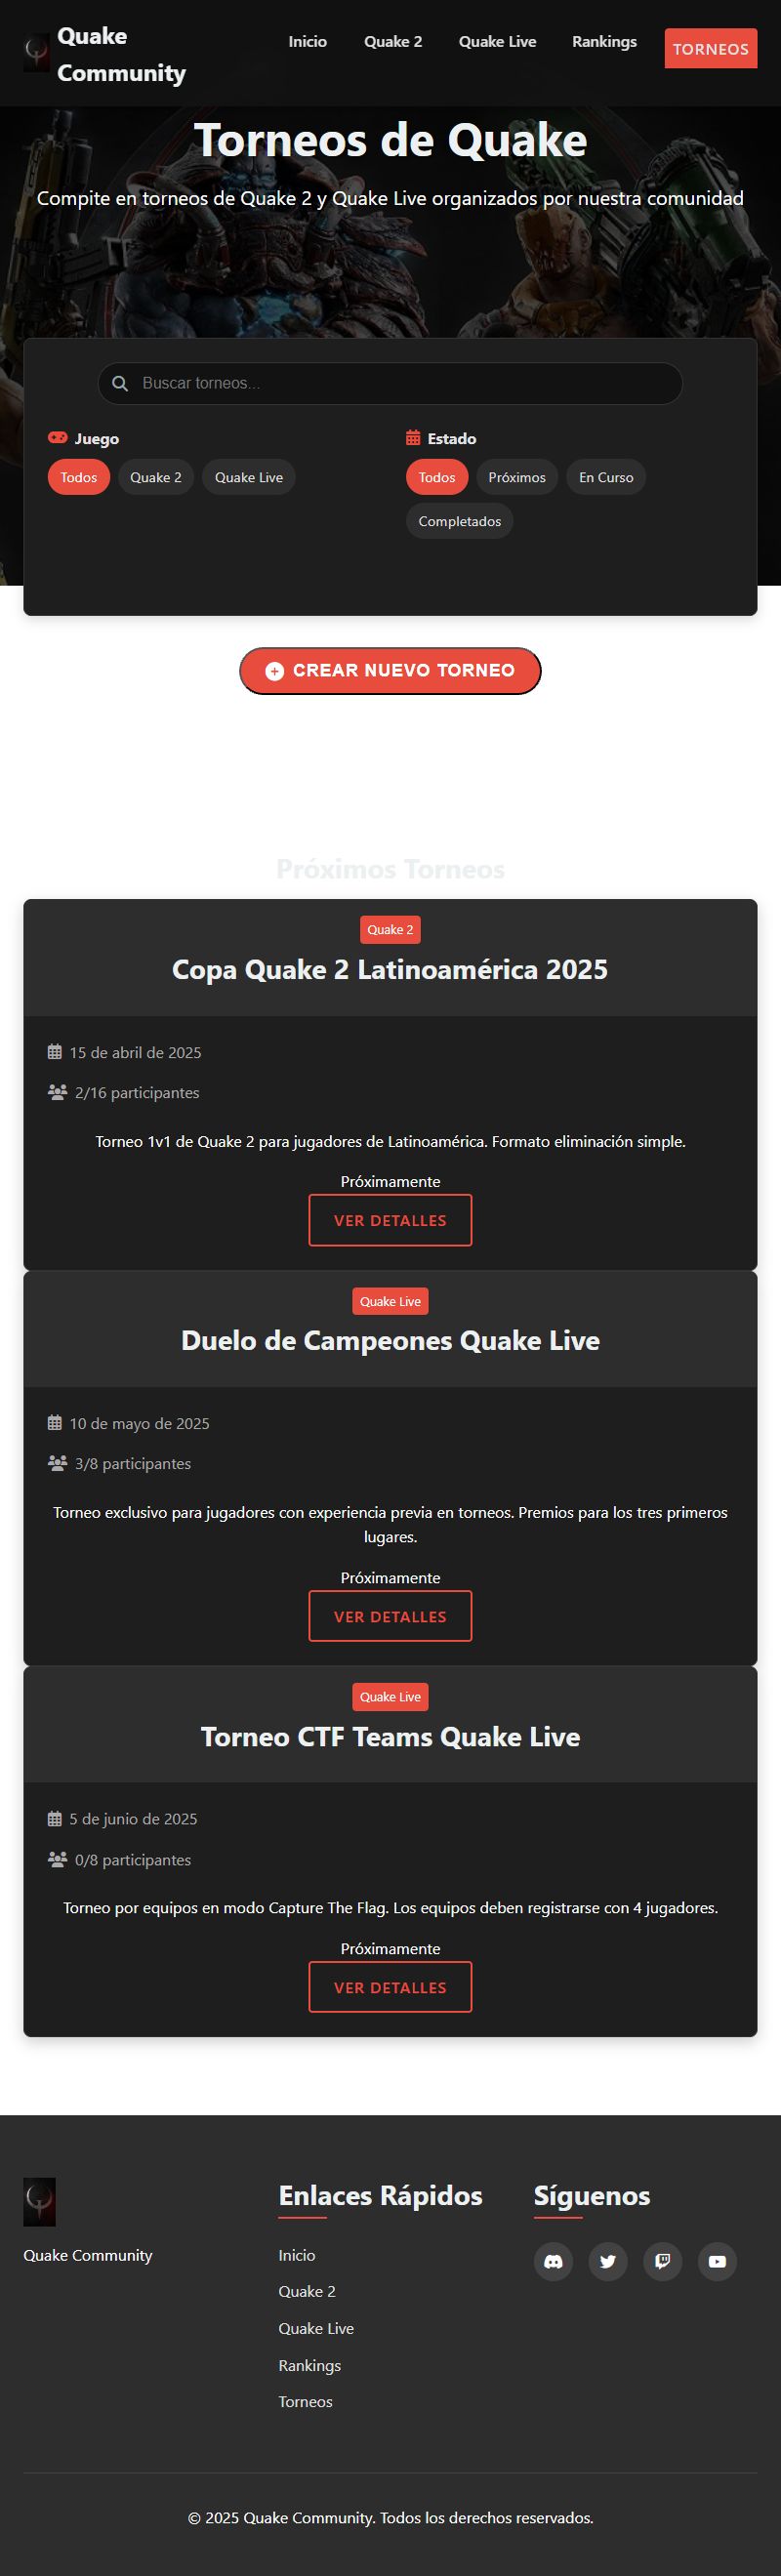 Quake
Community
Inicio
Quake 2
Quake Live
Rankings
TORNEOS
Torneos de Quake
Compite en torneos de Quake 2 y Quake Live organizados por nuestra comunidad
Buscar torneos...
Juego
Todos
Quake 2
Quake Live
Estado
Todos
Próximos
En Curso
Completados
CREAR NUEVO TORNEO
Próximos Torneos
Quake 2
Copa Quake 2 Latinoamérica 2025
15 de abril de 2025
2/16 participantes
Torneo 1v1 de Quake 2 para jugadores de Latinoamérica. Formato eliminación simple.
Próximamente
VER DETALLES
Quake Live
Duelo de Campeones Quake Live
10 de mayo de 2025
3/8 participantes
Torneo exclusivo para jugadores con experiencia previa en torneos. Premios para los tres primeros
lugares.
Próximamente
VER DETALLES
Quake Live
Torneo CTF Teams Quake Live
5 de junio de 2025
0/8 participantes
Torneo por equipos en modo Capture The Flag. Los equipos deben registrarse con 4 jugadores.
Próximamente
VER DETALLES
Quake Community
Enlaces Rápidos
Inicio
Quake 2
Quake Live
Rankings
Torneos
Síguenos
© 2025 Quake Community. Todos los derechos reservados.